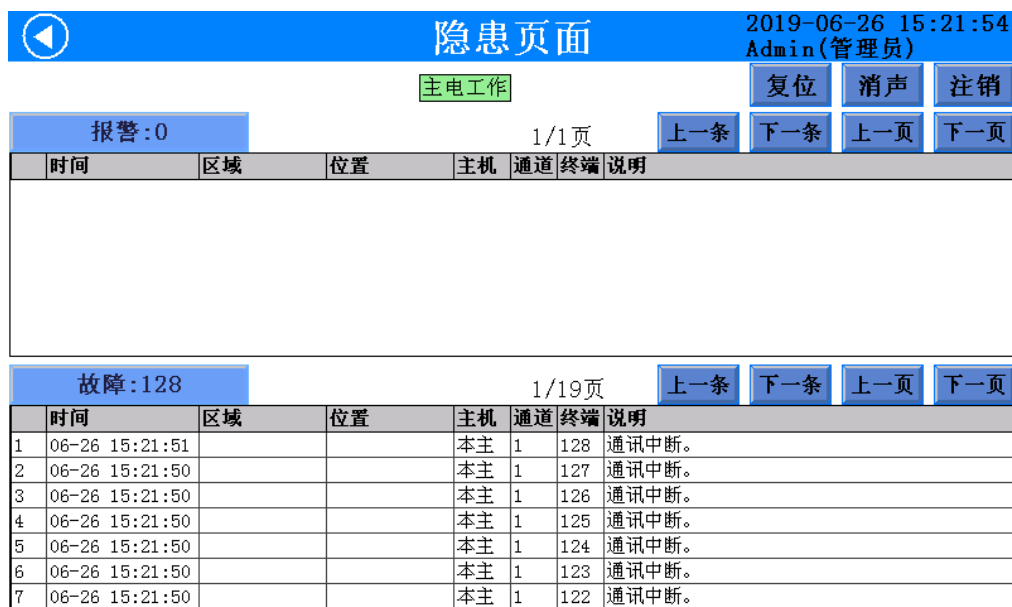 隐患页面
2019-06-26 15:21:54
Admin(管理员)
主电工作
复位 消声 注销
报警:0 1/1页 上一条 下一条 上一页 下一页
时间 区域 位置 主机 通道 终端 说明
故障:128 1/19页 上一条 下一条 上一页 下一页
时间 区域 位置 主机 通道 终端 说明
1 06-26 15:21:51 本主 1 128 通讯中断。
2 06-26 15:21:50 本主 1 127 通讯中断。
3 06-26 15:21:50 本主 1 126 通讯中断。
4 06-26 15:21:50 本主 1 125 通讯中断。
5 06-26 15:21:50 本主 1 124 通讯中断。
6 06-26 15:21:50 本主 1 123 通讯中断。
7 06-26 15:21:50 本主 1 122 通讯中断。